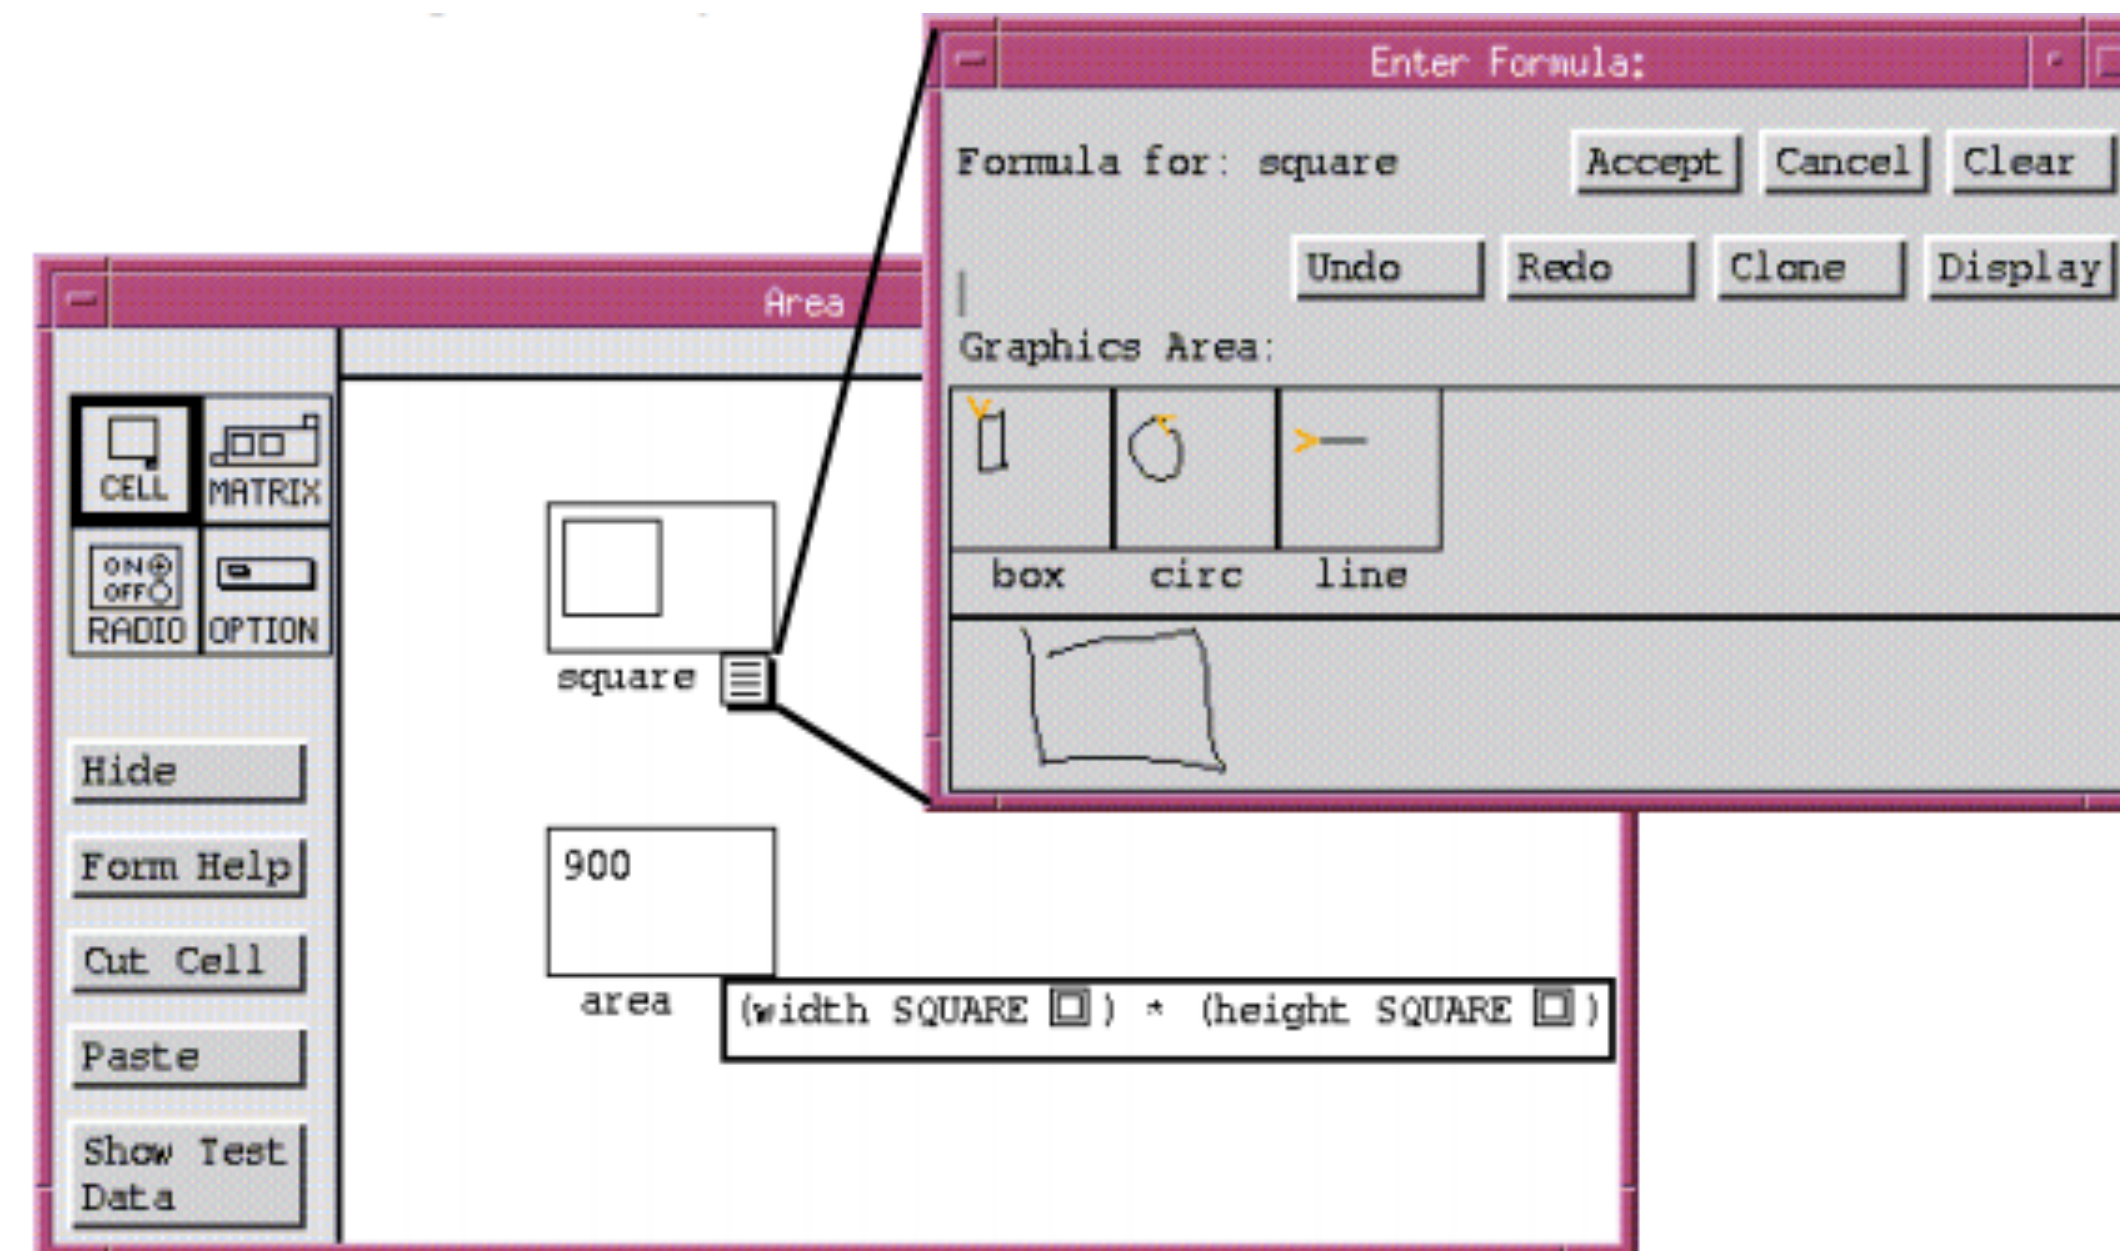 Enter Formula:
Formula for: square
Accept
Cancel
Clear
Undo
Redo
Clone
Display
Graphics Area:
box
circ
line
Area
CELL
MATRIX
ON
OFF
RADIO
OPTION
Hide
Form Help
Cut Cell
Paste
Show Test
Data
square
900
area
(width SQUARE ) * (height SQUARE )